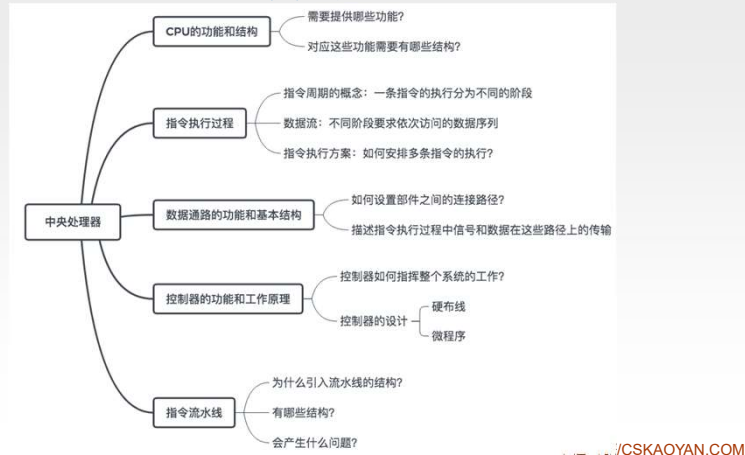 CPU的功能和结构
需要提供哪些功能?
对应这些功能需要有哪些结构?
指令执行过程
指令周期的概念：一条指令的执行分为不同的阶段
数据流：不同阶段要求依次访问的数据序列
指令执行方案：如何安排多条指令的执行?
中央处理器
数据通路的功能和基本结构
如何设置部件之间的连接路径?
描述指令执行过程中信号和数据在这些路径上的传输
控制器的功能和工作原理
控制器如何指挥整个系统的工作?
控制器的设计
硬布线
微程序
指令流水线
为什么引入流水线的结构?
有哪些结构?
会产生什么问题?
/CSKAOYAN.COM